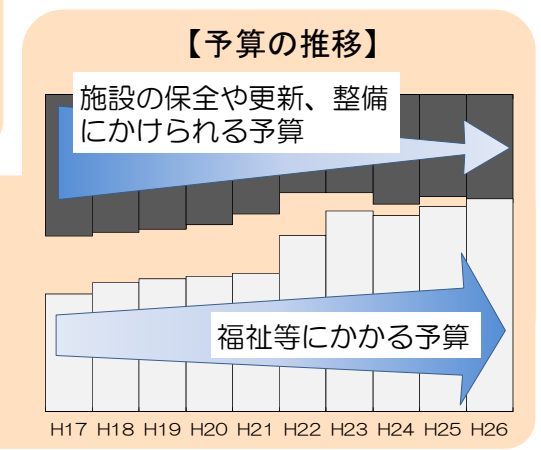 【予算の推移】
施設の保全や更新、整備
にかけられる予算
福祉等にかかる予算
H17 H18 H19 H20 H21 H22 H23 H24 H25 H26